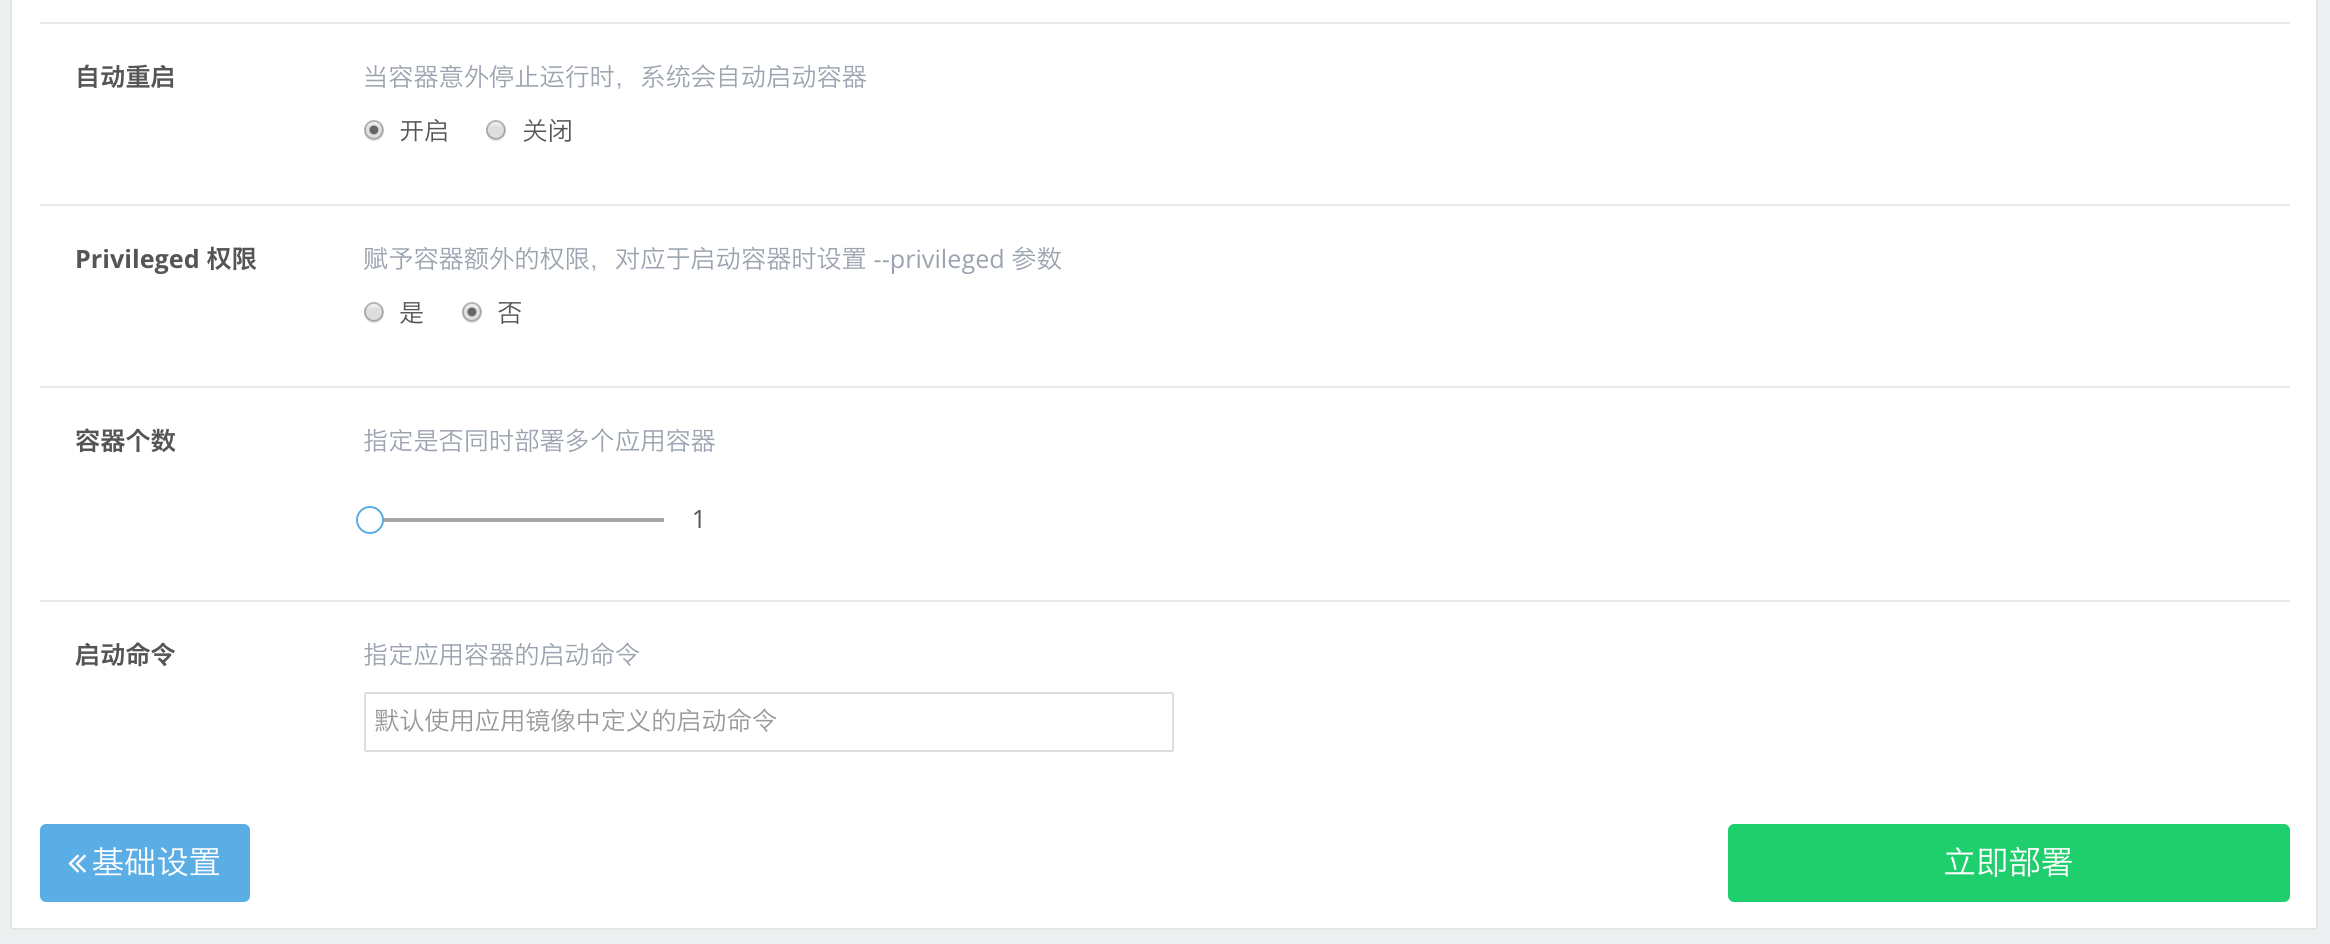 自动重启
当容器意外停止运行时，系统会自动启动容器
开启 关闭
Privileged 权限
赋予容器额外的权限，对应于启动容器时设置 --privileged 参数
是 否
容器个数
指定是否同时部署多个应用容器
1
启动命令
指定应用容器的启动命令
默认使用应用镜像中定义的启动命令
«基础设置
立即部署